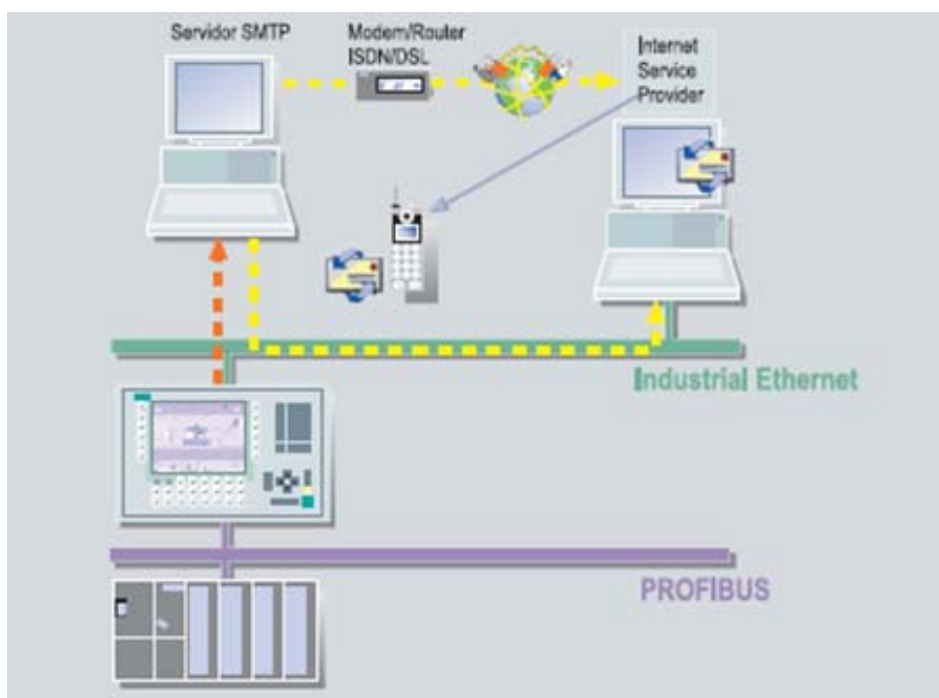 Servidor SMTP
Modem/Router
ISDN/DSL
Internet
Service
Provider
Industrial Ethernet
PROFIBUS